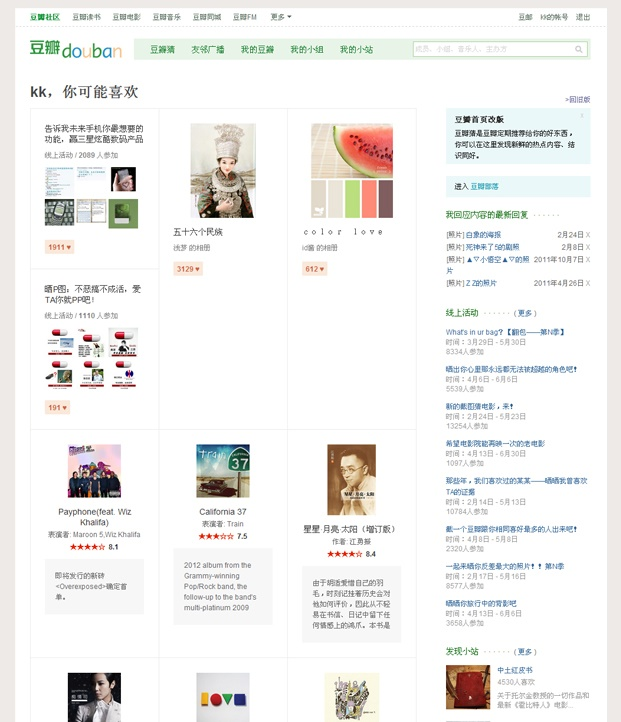 豆瓣社区 豆瓣读书 豆瓣电影 豆瓣音乐 豆瓣同城 豆瓣FM 更多
豆邮 kk的帐号 退出
豆瓣douban
豆瓣猜 友邻广播 我的豆瓣 我的小组 我的小站
成员、小组、音乐人、主办方
kk，你可能喜欢
>回旧版
告诉我未来手机你最想要的
功能，赢三星炫酷数码产品
线上活动 / 2089 人参加
1911 ♥
五十六个民族
的相册
3129 ♥
color love
的相册
612 ♥
晒P图，不恶搞不成活，爱
TA你就PP吧！
线上活动 / 1110 人参加
191 ♥
Payphone(feat. Wiz
Khalifa)
表演者: Maroon 5,Wiz Khalifa
★★★★☆ 8.1
即将发行的新砖
<Overexposed>确定首
单。
train
37
California 37
表演者: Train
★★★☆☆ 7.5
2012 album from the
Grammy-winning
Pop/Rock band, the
follow-up to the band's
multi-platinum 2009
星星·月亮·太阳
星星·月亮·太阳（增订版）
作者: 江勇振
★★★★☆ 8.4
由于胡适爱惜自己的羽
毛，时刻记挂着历史会对
他如何评价，因此从不轻
易在书信、日记中留下任
何情感上的鸿爪。本书是
豆瓣首页改版
x
豆瓣猜是豆瓣定期推荐给你的好东西，
你可以在这里发现新鲜的热点内容、结
识同好。
进入 豆瓣部落
我回应内容的最新回复 · · · · · ·
[照片] 白象的海报 2月24日 X
[照片] 死神来了5的剧照 2月8日 X
[照片] ▲▽小悟空▲▽的照片 2011年10月7日 X
[照片] Z Z的照片 2011年4月26日 X
线上活动 · · · · · · ( 更多 )
What's in ur bag?【翻包——第N季】
时间：3月29日 - 5月30日
8334人参加
晒出你心里那永远都无法被超越的角色吧!
时间：4月6日 - 6月6日
5539人参加
新的截图猜电影，来!
时间：2月24日 - 5月23日
13254人参加
希望电影院能再映一次的老电影
时间：4月13日 - 6月30日
1097人参加
那些年，我们喜欢过的某某——晒晒我曾喜欢
TA的证据
时间：2月14日 - 5月13日
10784人参加
截一个豆瓣跟你相同喜好最多的人出来吧!
时间：4月8日 - 5月8日
2320人参加
一起来晒你反差最大的照片!！第N季
时间：2月17日 - 5月16日
8577人参加
晒晒你旅行中的背影吧
时间：4月13日 - 6月6日
3658人参加
发现小站 · · · · · · ( 更多 )
中土红皮书
4530人喜欢
关于托尔金教授的一切作品和
最新《霍比特人》电影...